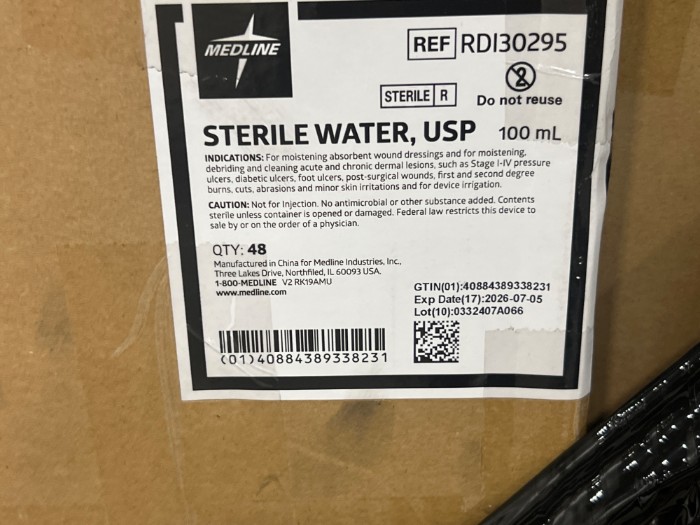 MEDLINE
REF RDI30295
STERILE R
2
Do not reuse
STERILE WATER, USP 100 mL
INDICATIONS: For moistening absorbent wound dressings and for moistening,
debriding and cleaning acute and chronic dermal lesions, such as Stage I-IV pressure
ulcers, diabetic ulcers, foot ulcers, post-surgical wounds, first and second degree
burns, cuts, abrasions and minor skin irritations and for device irrigation.
CAUTION: Not for Injection. No antimicrobial or other substance added. Contents
sterile unless container is opened or damaged. Federal law restricts this device to
sale by or on the order of a physician.
QTY: 48
Manufactured in China for Medline Industries, Inc.,
Three Lakes Drive, Northfiled, IL 60093 USA.
1-800-MEDLINE V2 RK19AMU
www.medline.com
GTIN(01):40884389338231
Exp Date(17):2026-07-05
Lot(10):0332407A066
(01)40884389338231